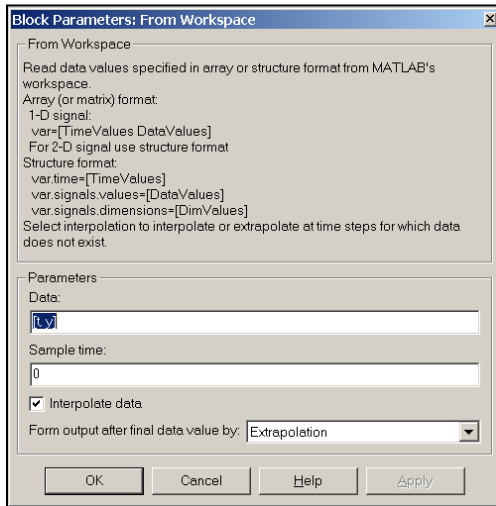 Block Parameters: From Workspace
From Workspace
Read data values specified in array or structure format from MATLAB's
workspace.
Array (or matrix) format:
1-D signal:
var=[TimeValues DataValues]
For 2-D signal use structure format
Structure format:
var.time=[TimeValues]
var.signals.values=[DataValues]
var.signals.dimensions=[DimValues]
Select interpolation to interpolate or extrapolate at time steps for which data
does not exist.
Parameters
Data:
[t y]
Sample time:
0
Interpolate data
Form output after final data value by: Extrapolation
OK Cancel Help Apply